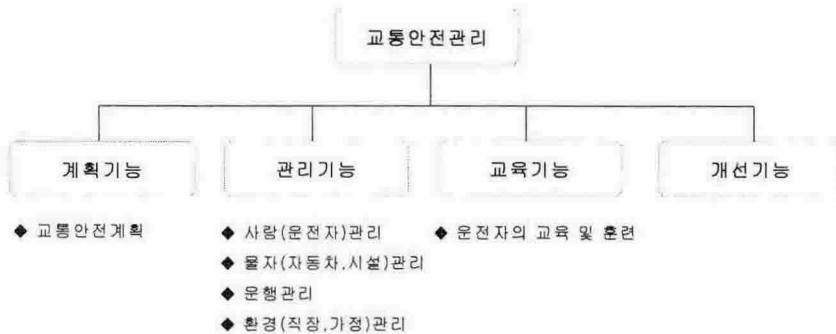 교통안전관리
계획기능
관리기능
교육기능
개선기능
◆ 교통안전계획
◆ 사람(운전자)관리
◆ 물자(자동차,시설)관리
◆ 운행관리
◆ 환경(직장,가정)관리
◆ 운전자의 교육 및 훈련